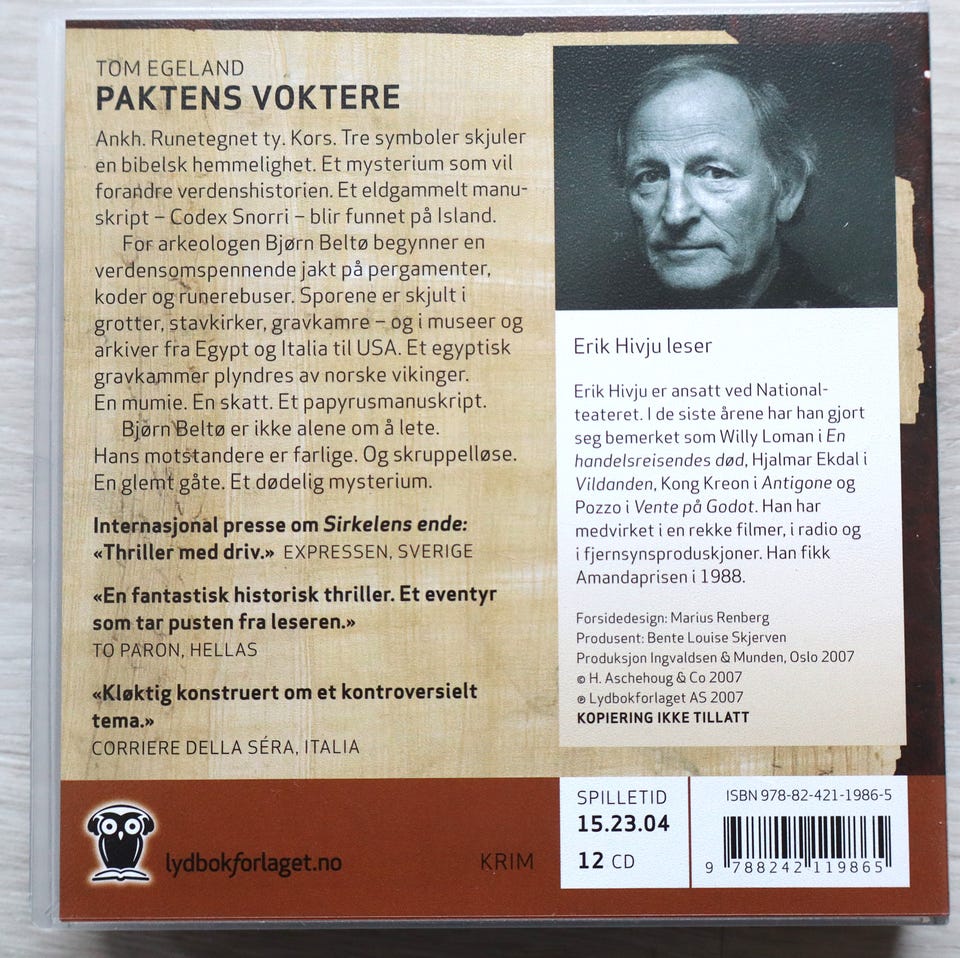 TOM EGELAND
PAKTENS VOKTERE
Ankh. Runetegnet ty. Kors. Tre symboler skjuler
en bibelsk hemmelighet. Et mysterium som vil
forandre verdenshistorien. Et eldgammelt manu-
skript – Codex Snorri – blir funnet på Island.
For arkeologen Bjørn Beltø begynner en
verdensomspennende jakt på pergamenter,
koder og runerebuser. Sporene er skjult i
grotter, stavkirker, gravkamre – og i museer og
arkiver fra Egypt og Italia til USA. Et egyptisk
gravkammer plyndres av norske vikinger.
En mumie. En skatt. Et papyrusmanuskript.
Bjørn Beltø er ikke alene om å lete.
Hans motstandere er farlige. Og skruppelløse.
En glemt gåte. Et dødelig mysterium.
Internasjonal presse om Sirkelens ende:
«Thriller med driv.» EXPRESSEN, SVERIGE
«En fantastisk historisk thriller. Et eventyr
som tar pusten fra leseren.»
TO PARON, HELLAS
«Kløktig konstruert om et kontroversielt
tema.»
CORRIERE DELLA SÉRA, ITALIA
Erik Hivju leser
Erik Hivju er ansatt ved National-
teateret. I de siste årene har han gjort
seg bemerket som Willy Loman i En
handelsreisendes død, Hjalmar Ekdal i
Vildanden, Kong Kreon i Antigone og
Pozzo i Vente på Godot. Han har
medvirket i en rekke filmer, i radio og
i fjernsynsproduskjoner. Han fikk
Amandaprisen i 1988.
Forsidedesign: Marius Renberg
Produsent: Bente Louise Skjerven
Produksjon Ingvaldsen & Munden, Oslo 2007
© H. Aschehoug & Co 2007
℗ Lydbokforlaget AS 2007
KOPIERING IKKE TILLATT
lydbokforlaget.no
KRIM
SPILLETID
15.23.04
12 CD
ISBN 978-82-421-1986-5
9 788242 119865